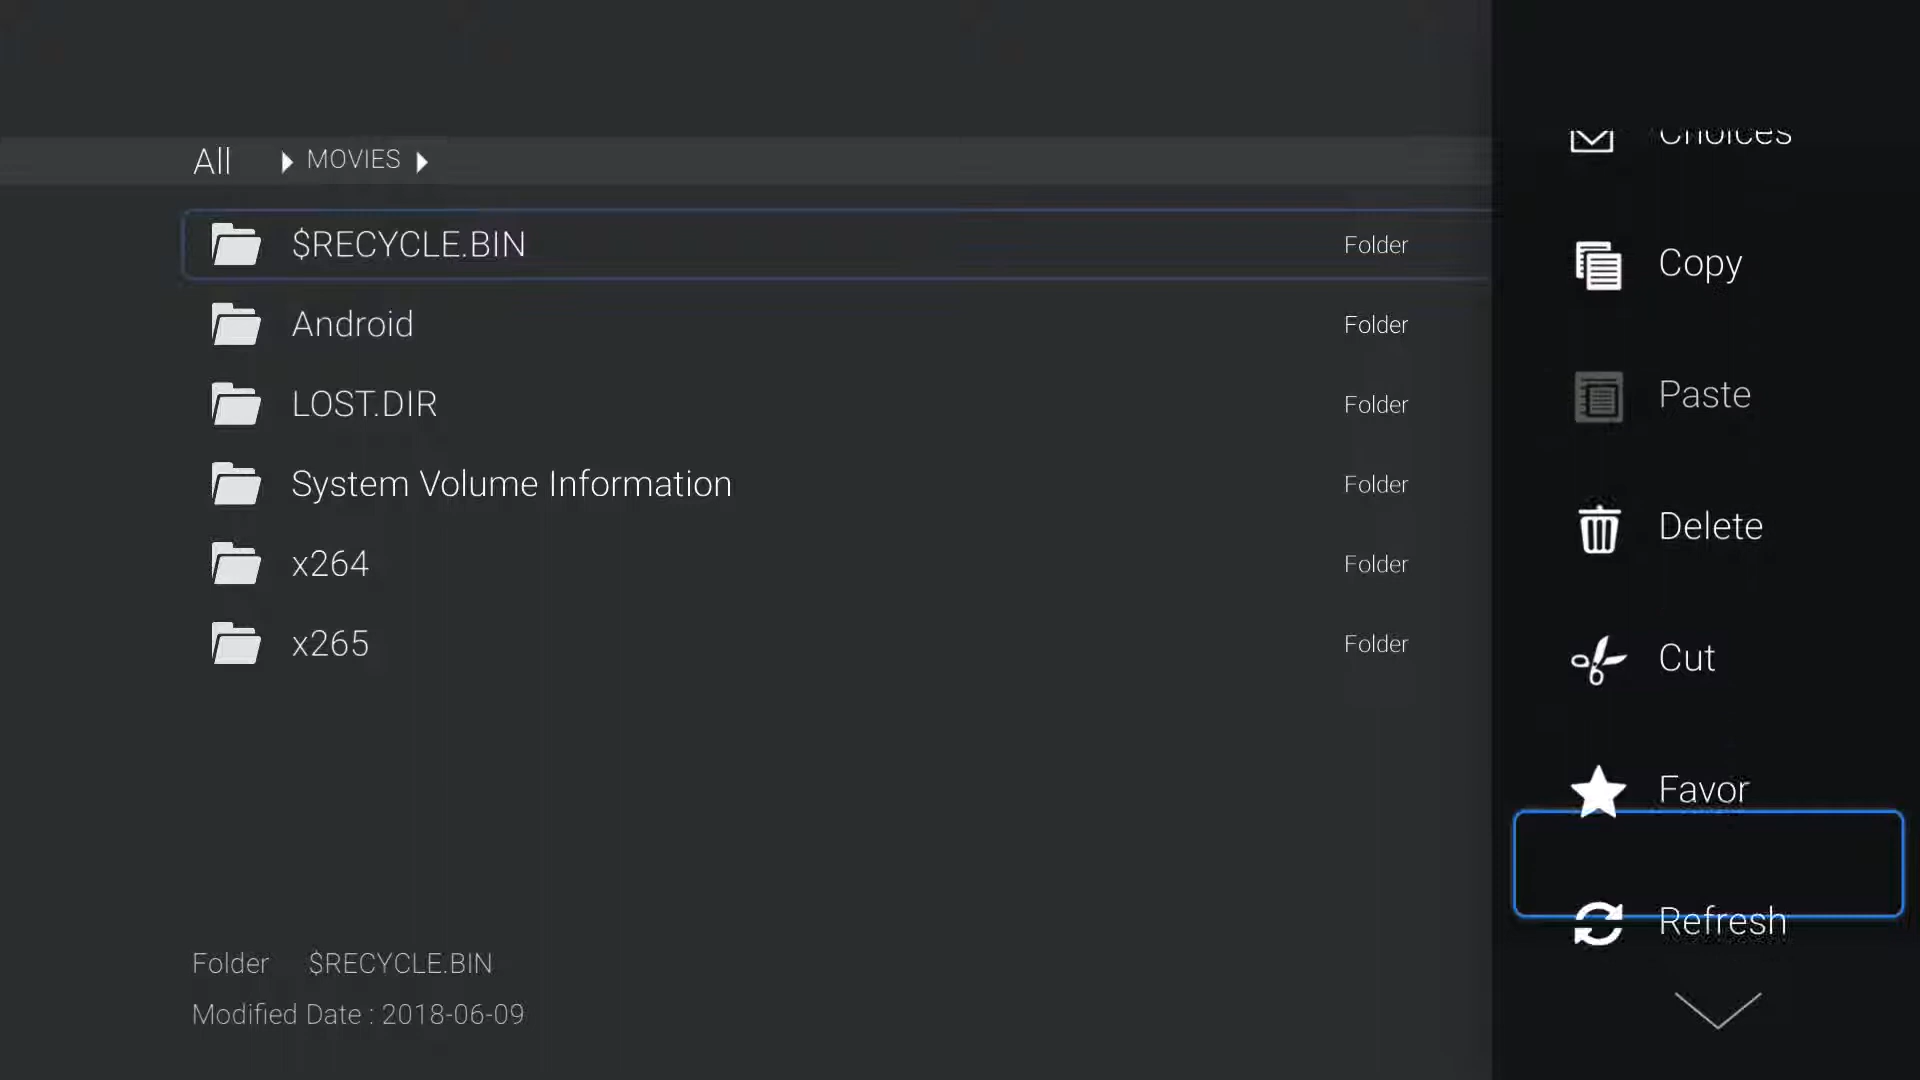 All MOVIES
$RECYCLE.BIN Folder
Android Folder
LOST.DIR Folder
System Volume Information Folder
x264 Folder
x265 Folder
Folder $RECYCLE.BIN
Modified Date : 2018-06-09
Choices
Copy
Paste
Delete
Cut
Favor
Refresh